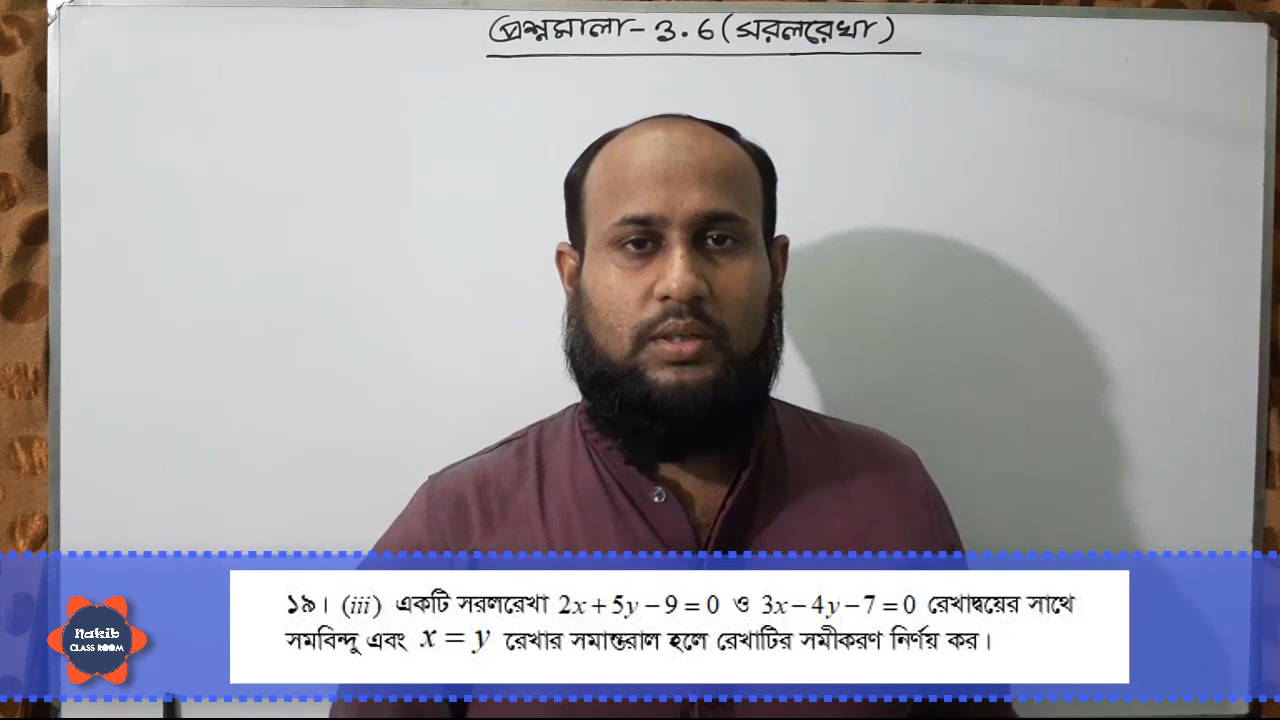 প্রশ্নমালা - 3.6 (সরলরেখা)
১৯। (iii) একটি সরলরেখা 2x+5y-9=0 ও 3x-4y-7=0 রেখাদ্বয়ের সাথে
সমবিন্দু এবং x = y রেখার সমান্তরাল হলে রেখাটির সমীকরণ নির্ণয় কর।
Nakib
CLASS ROOM